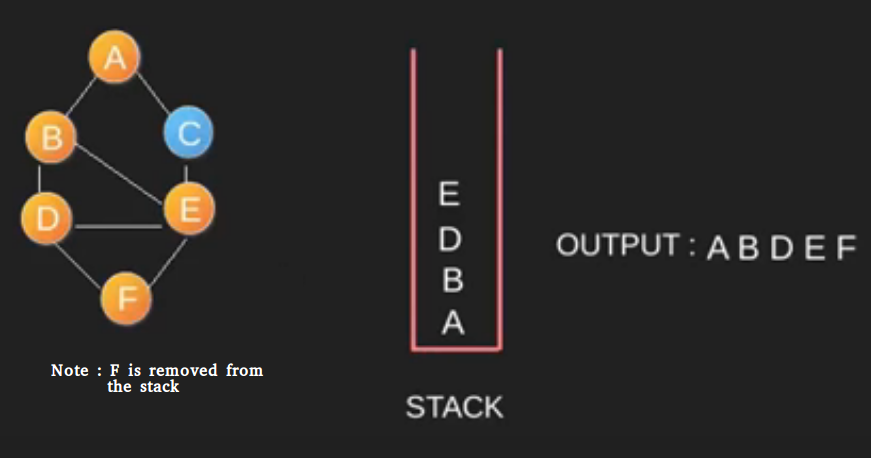 A
B
C
D
E
F
Note : F is removed from
the stack
E
D
B
A
STACK
OUTPUT : A B D E F